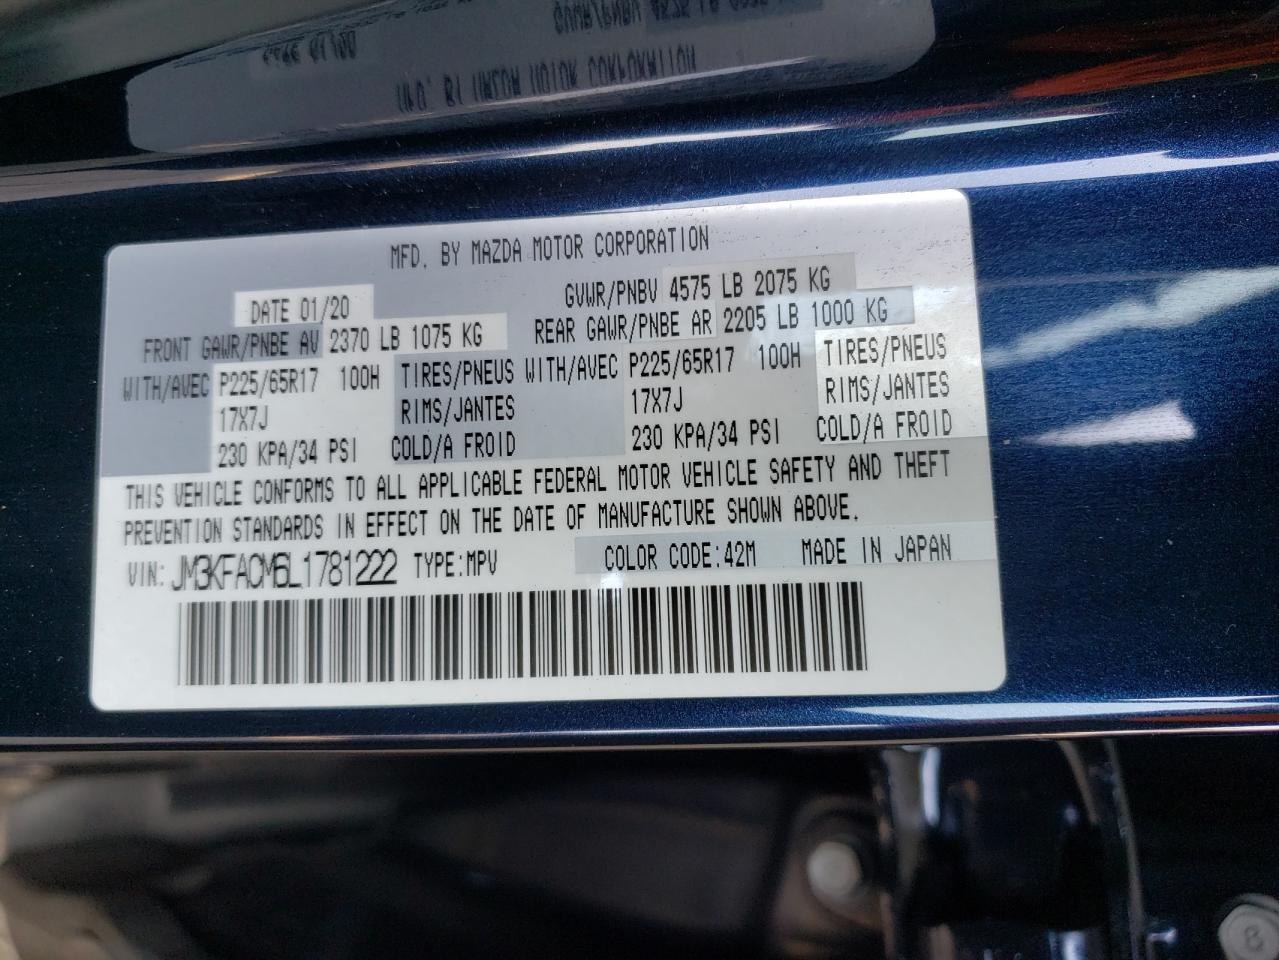 MFD. BY MAZDA MOTOR CORPORATION
DATE 01/20 GVWR/PNBV 4575 LB 2075 KG
FRONT GAWR/PNBE AV 2370 LB 1075 KG REAR GAWR/PNBE AR 2205 LB 1000 KG
WITH/AVEC P225/65R17 100H TIRES/PNEUS WITH/AVEC P225/65R17 100H TIRES/PNEUS
17X7J RIMS/JANTES 17X7J RIMS/JANTES
230 KPA/34 PSI COLD/A FROID 230 KPA/34 PSI COLD/A FROID
THIS VEHICLE CONFORMS TO ALL APPLICABLE FEDERAL MOTOR VEHICLE SAFETY AND THEFT
PREVENTION STANDARDS IN EFFECT ON THE DATE OF MANUFACTURE SHOWN ABOVE.
VIN: JM3KFACM6L1781222 TYPE:MPV COLOR CODE:42M MADE IN JAPAN
8